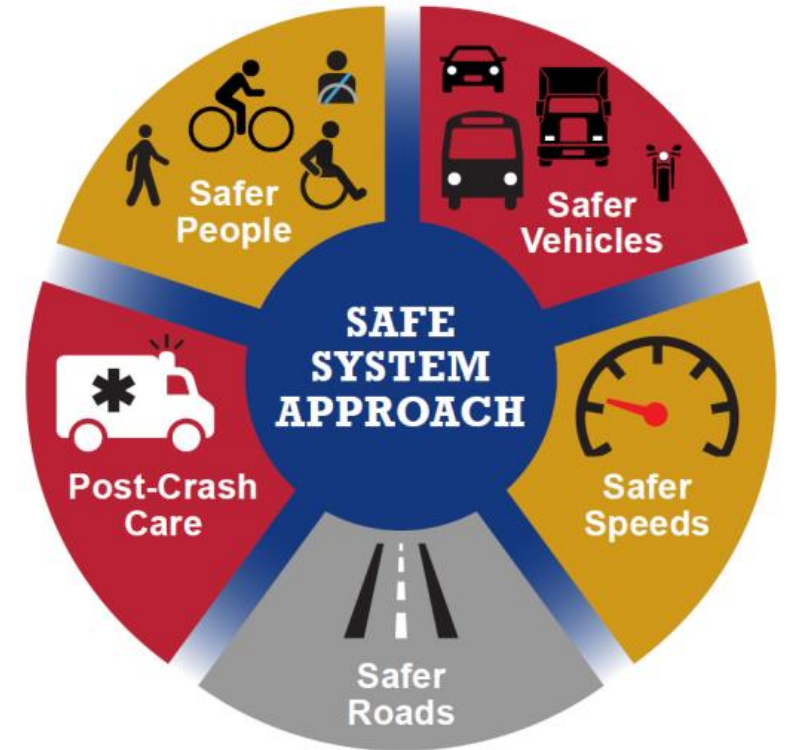 Safer
People
Safer
Vehicles
SAFE
SYSTEM
APPROACH
Post-Crash
Care
Safer
Speeds
Safer
Roads